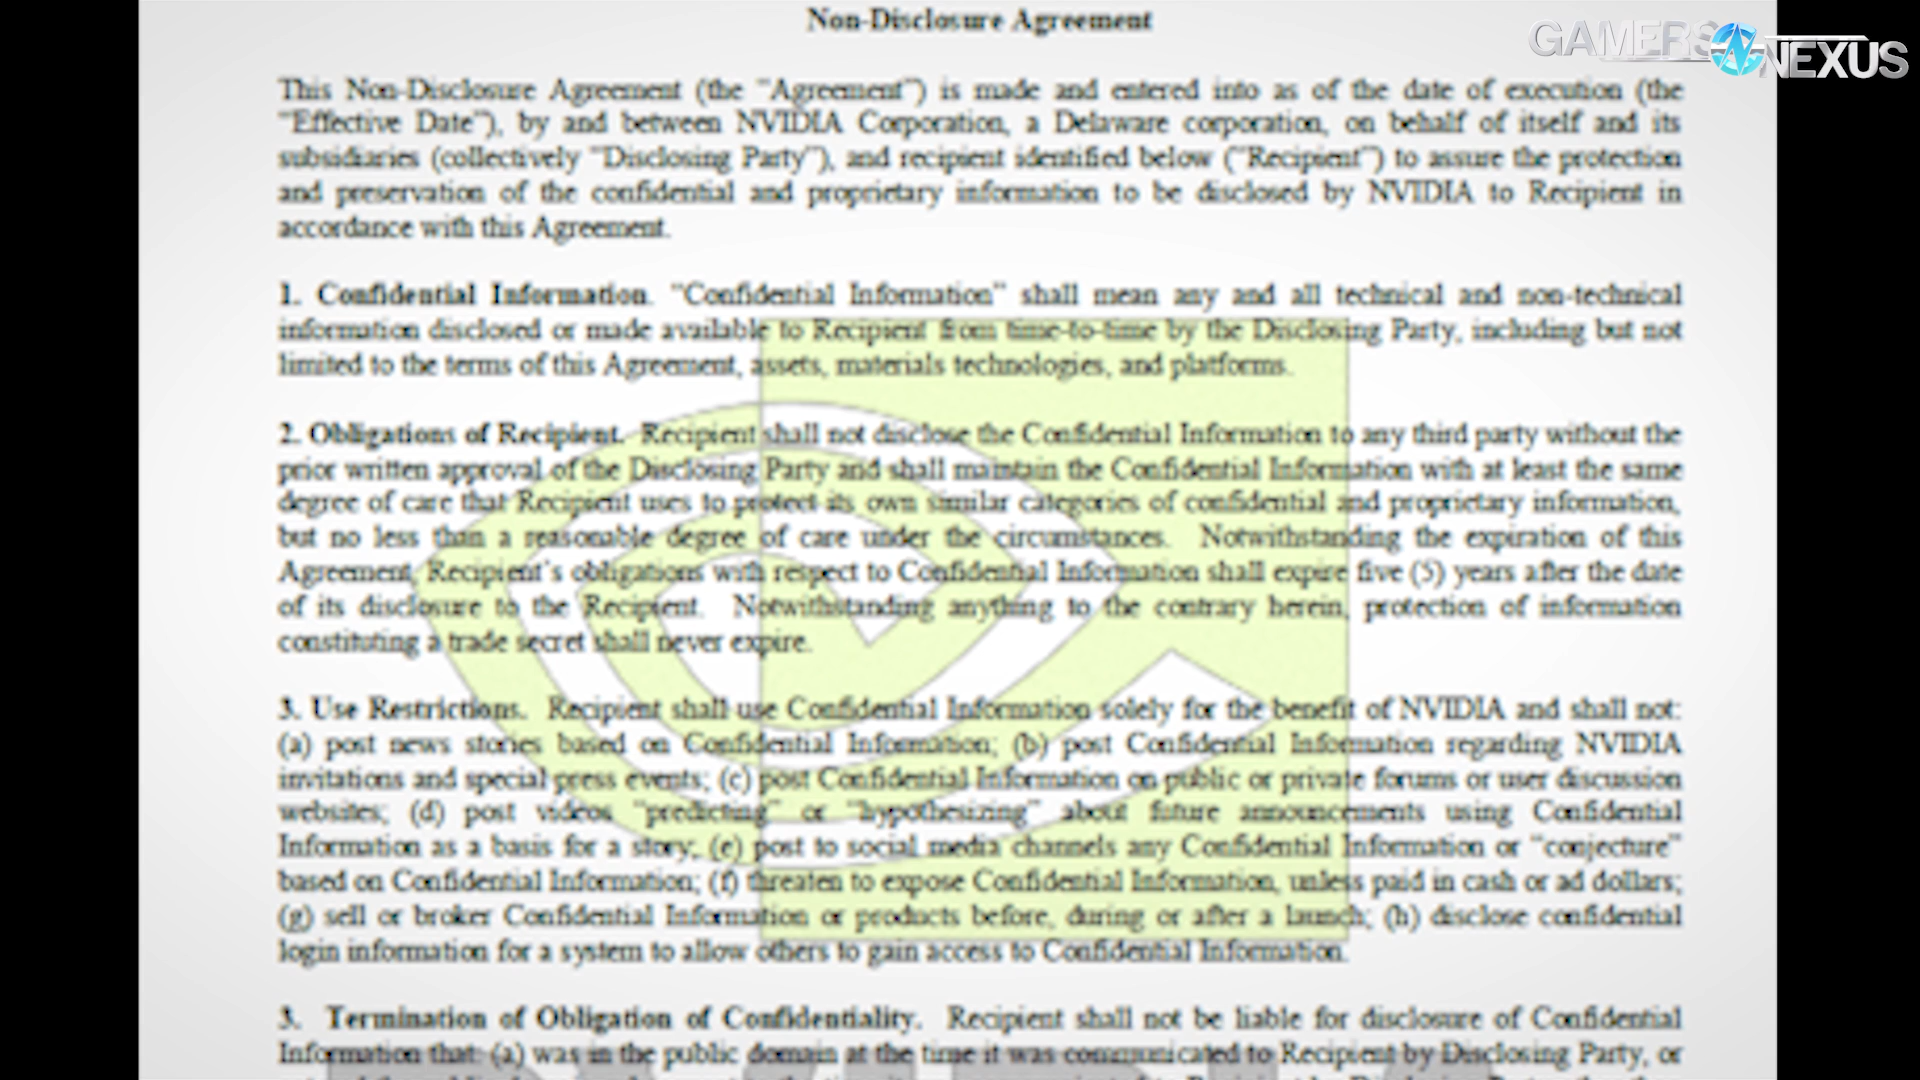 Non-Disclosure Agreement
GAMERS NEXUS
This Non-Disclosure Agreement (the "Agreement") is made and entered into as of the date of execution (the
"Effective Date"), by and between NVIDIA Corporation, a Delaware corporation, on behalf of itself and its
subsidiaries (collectively "Disclosing Party"), and recipient identified below ("Recipient") to assure the protection
and preservation of the confidential and proprietary information to be disclosed by NVIDIA to Recipient in
accordance with this Agreement.
1. Confidential Information. "Confidential Information" shall mean any and all technical and non-technical
information disclosed or made available to Recipient from time-to-time by the Disclosing Party, including but not
limited to the terms of this Agreement, assets, materials technologies, and platforms.
2. Obligations of Recipient. Recipient shall not disclose the Confidential Information to any third party without the
prior written approval of the Disclosing Party and shall maintain the Confidential Information with at least the same
degree of care that Recipient uses to protect its own similar categories of confidential and proprietary information,
but no less than a reasonable degree of care under the circumstances. Notwithstanding the expiration of this
Agreement, Recipient's obligations with respect to Confidential Information shall expire five (5) years after the date
of its disclosure to the Recipient. Notwithstanding anything to the contrary herein, protection of information
constituting a trade secret shall never expire.
3. Use Restrictions. Recipient shall use Confidential Information solely for the benefit of NVIDIA and shall not:
(a) post news stories based on Confidential Information; (b) post Confidential Information regarding NVIDIA
invitations and special press events; (c) post Confidential Information on public or private forums or user discussion
websites; (d) post videos "predicting" or "hypothesizing" about future announcements using Confidential
Information as a basis for a story; (e) post to social media channels any Confidential Information or "conjecture"
based on Confidential Information; (f) threaten to expose Confidential Information, unless paid in cash or ad dollars;
(g) sell or broker Confidential Information or products before, during or after a launch; (h) disclose confidential
login information for a system to allow others to gain access to Confidential Information.
3. Termination of Obligation of Confidentiality. Recipient shall not be liable for disclosure of Confidential
Information that: (a) was in the public domain at the time it was communicated to Recipient by Disclosing Party, or